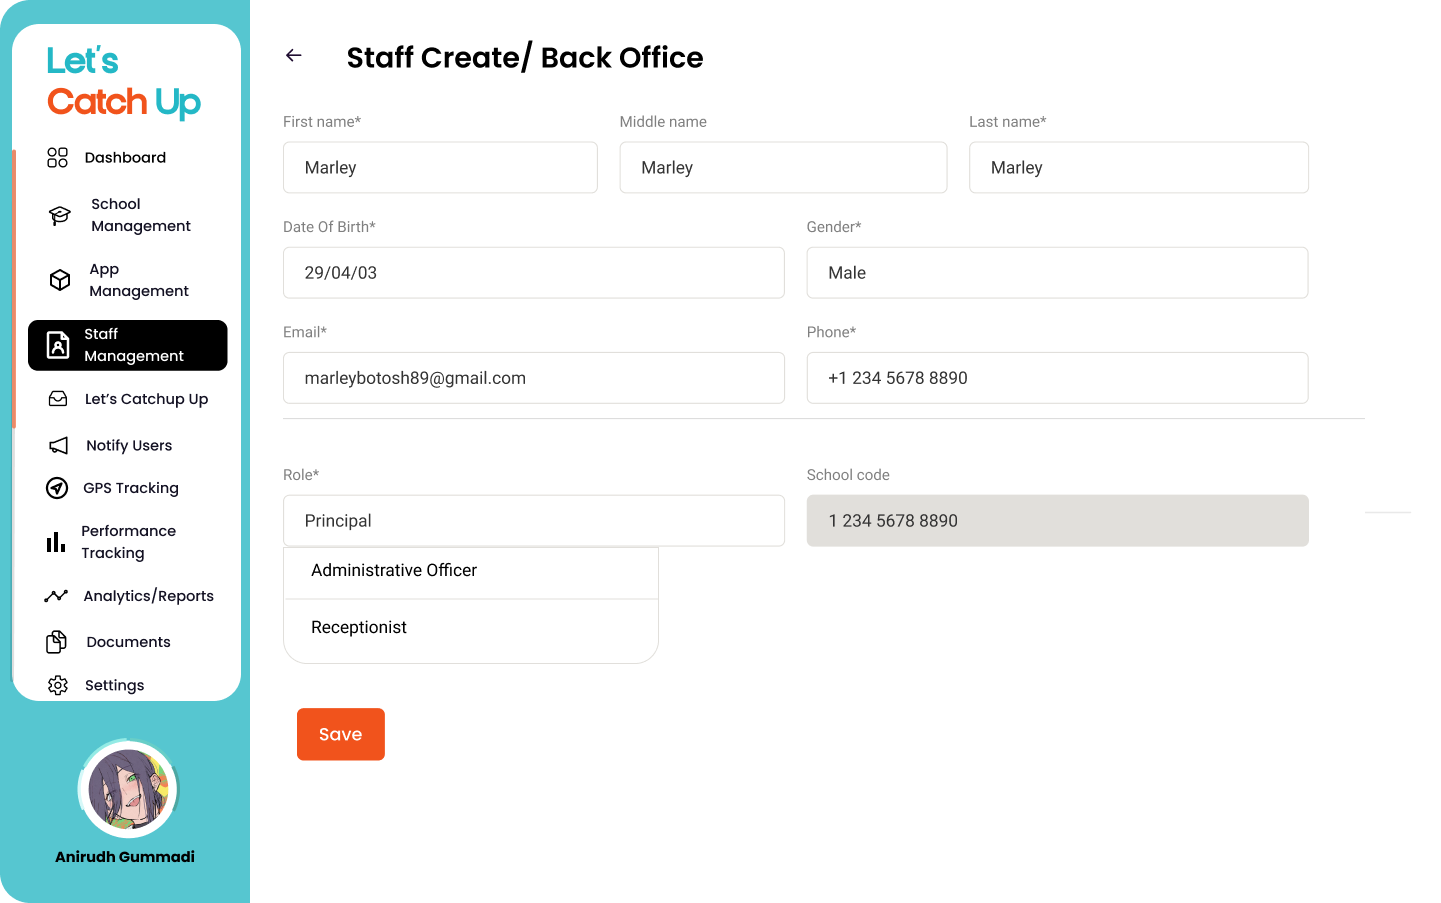 Let's
Catch Up
Dashboard
School
Management
App
Management
Staff
Management
Let's Catchup Up
Notify Users
GPS Tracking
Performance
Tracking
Analytics/Reports
Documents
Settings
Anirudh Gummadi
Staff Create/ Back Office
First name*
Middle name
Last name*
Marley
Marley
Marley
Date Of Birth*
Gender*
29/04/03
Male
Email*
Phone*
marleybotosh89@gmail.com
+1 234 5678 8890
Role*
School code
Principal
1 234 5678 8890
Administrative Officer
Receptionist
Save